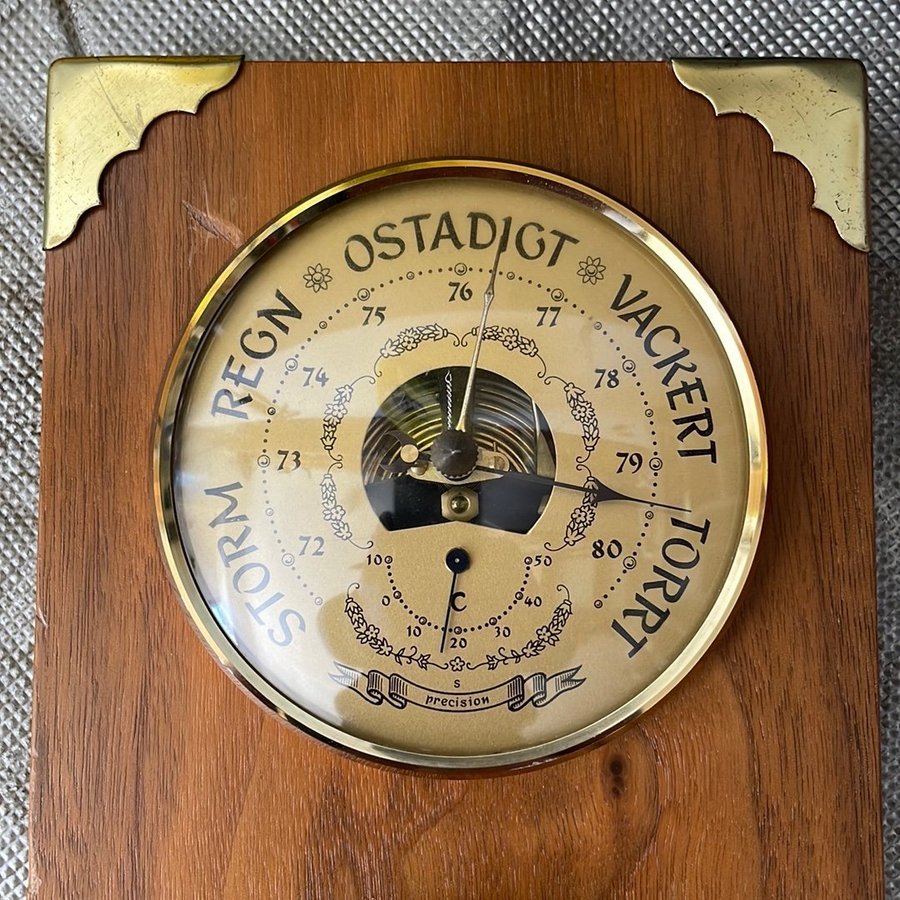 STORM
REGN
OSTADIGT
VACKERT
TORRT
72
73
74
75
76
77
78
79
80
10 50
0 40
10 30
20
C
S
precision